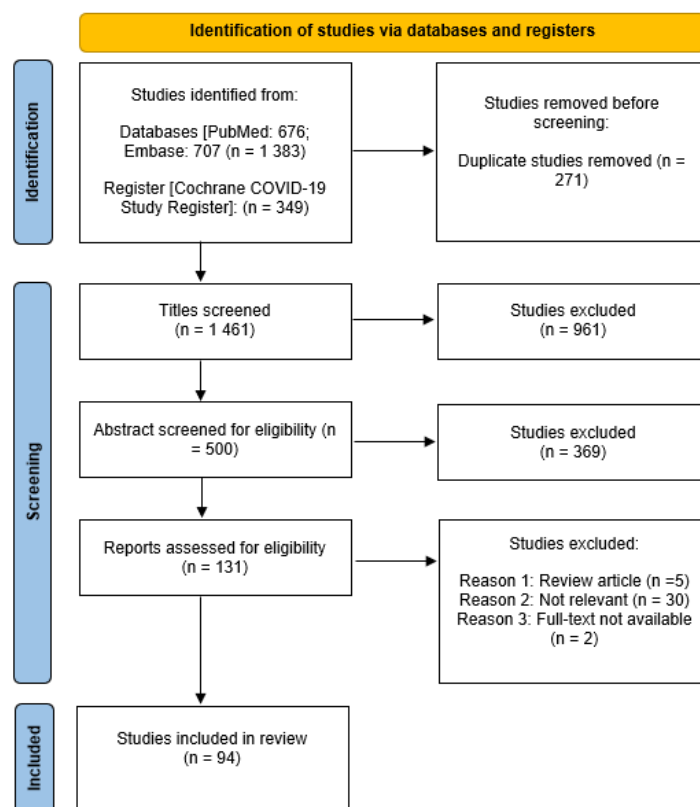 Identification of studies via databases and registers
Identification
Studies identified from:
Databases [PubMed: 676;
Embase: 707 (n = 1 383)
Register [Cochrane COVID-19
Study Register]: (n = 349)
Studies removed before
screening:
Duplicate studies removed (n =
271)
Screening
Titles screened
(n = 1 461)
Studies excluded
(n = 961)
Abstract screened for eligibility (n
= 500)
Studies excluded
(n = 369)
Reports assessed for eligibility
(n = 131)
Studies excluded:
Reason 1: Review article (n =5)
Reason 2: Not relevant (n = 30)
Reason 3: Full-text not available
(n = 2)
Included
Studies included in review
(n = 94)